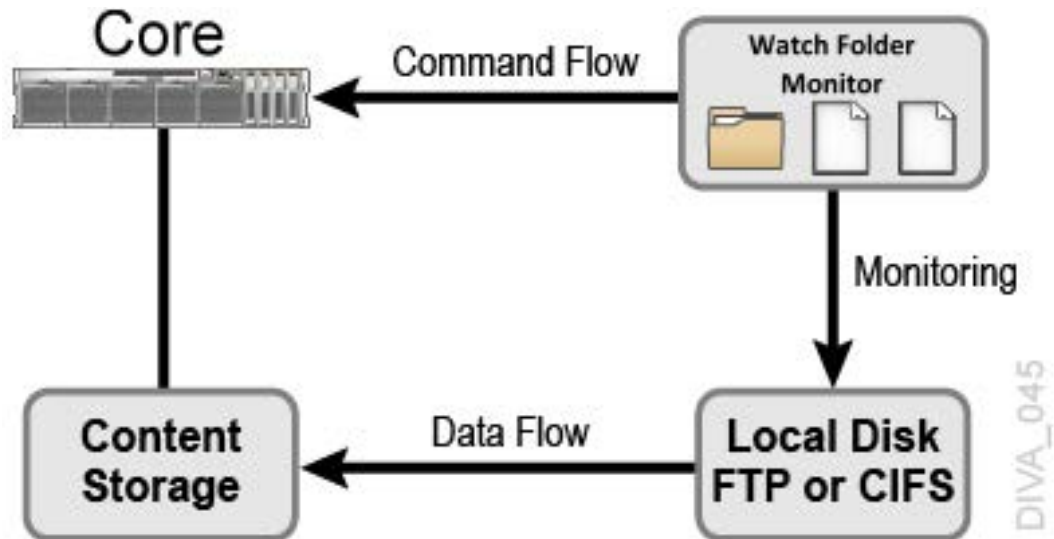 Core
Command Flow
Watch Folder
Monitor
Monitoring
Content
Storage
Data Flow
Local Disk
FTP or CIFS
DIVA_045